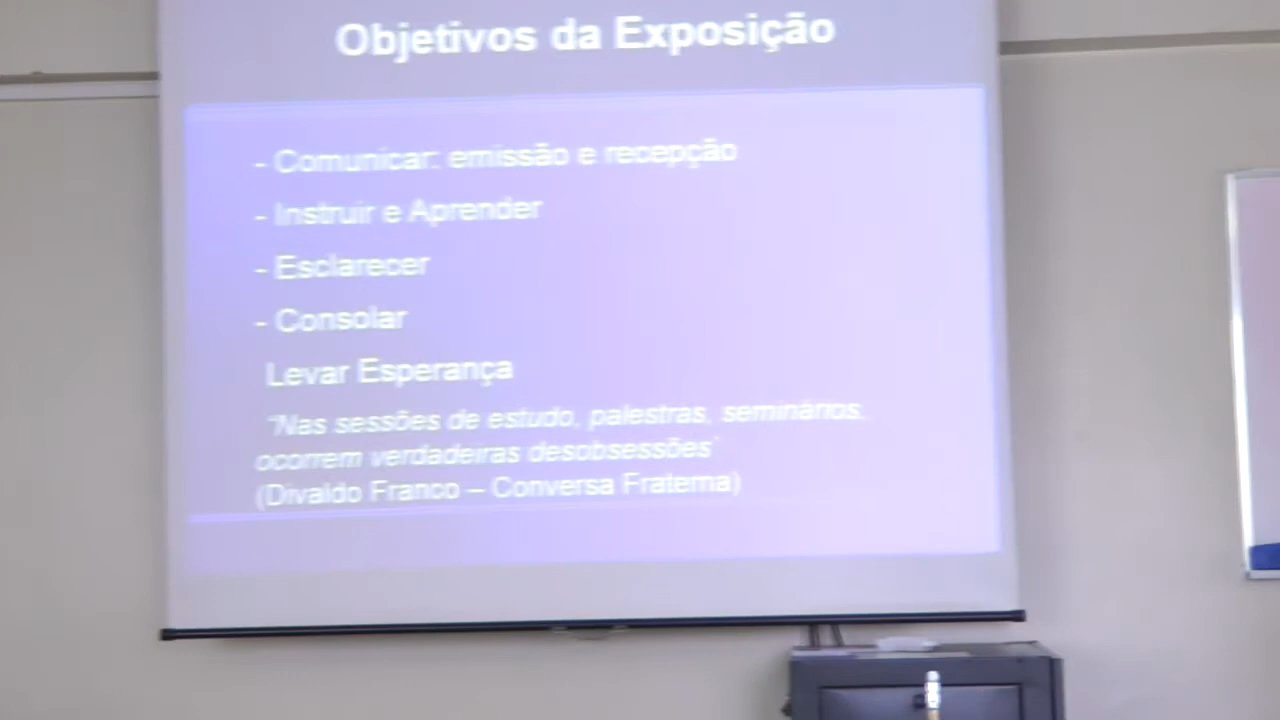 Objetivos da Exposição
- Comunicar: emissão e recepção
- Instruir e Aprender
- Esclarecer
- Consolar
Levar Esperança
"Nas sessões de estudo, palestras, seminários,
ocorrem verdadeiras desobsessões"
(Divaldo Franco – Conversa Fraterna)